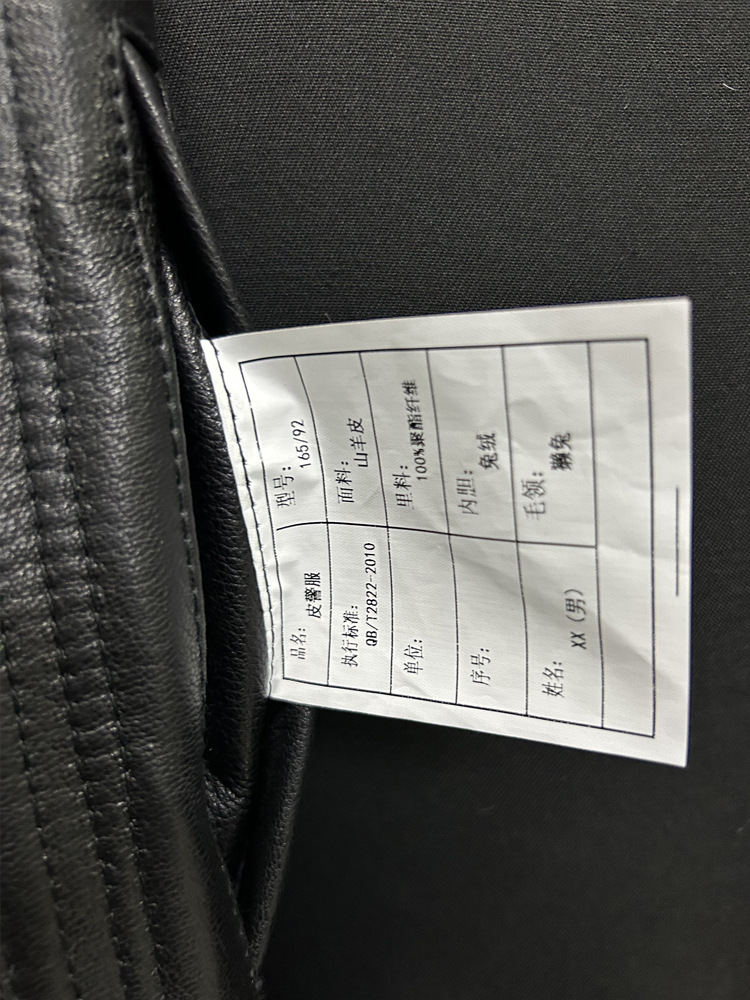 品名：
皮警服
型号：
165/92
执行标准：
QB/T2822-2010
面料：
山羊皮
单位：
里料：
100%聚酯纤维
序号：
内胆：
兔绒
姓名：
XX（男）
毛领：
獭兔